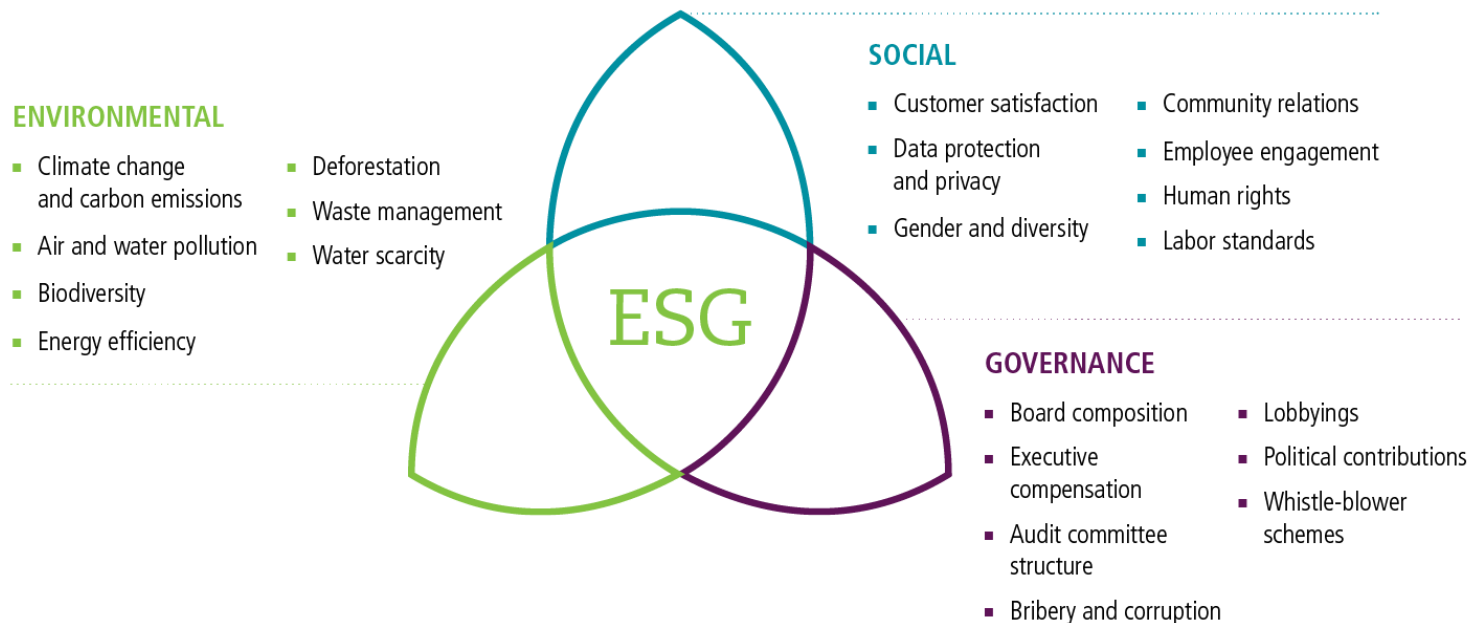 ENVIRONMENTAL
Climate change
and carbon emissions
Air and water pollution
Biodiversity
Energy efficiency
Deforestation
Waste management
Water scarcity
ESG
SOCIAL
Customer satisfaction
Data protection
and privacy
Gender and diversity
Community relations
Employee engagement
Human rights
Labor standards
GOVERNANCE
Board composition
Executive
compensation
Audit committee
structure
Bribery and corruption
Lobbyings
Political contributions
Whistle-blower
schemes